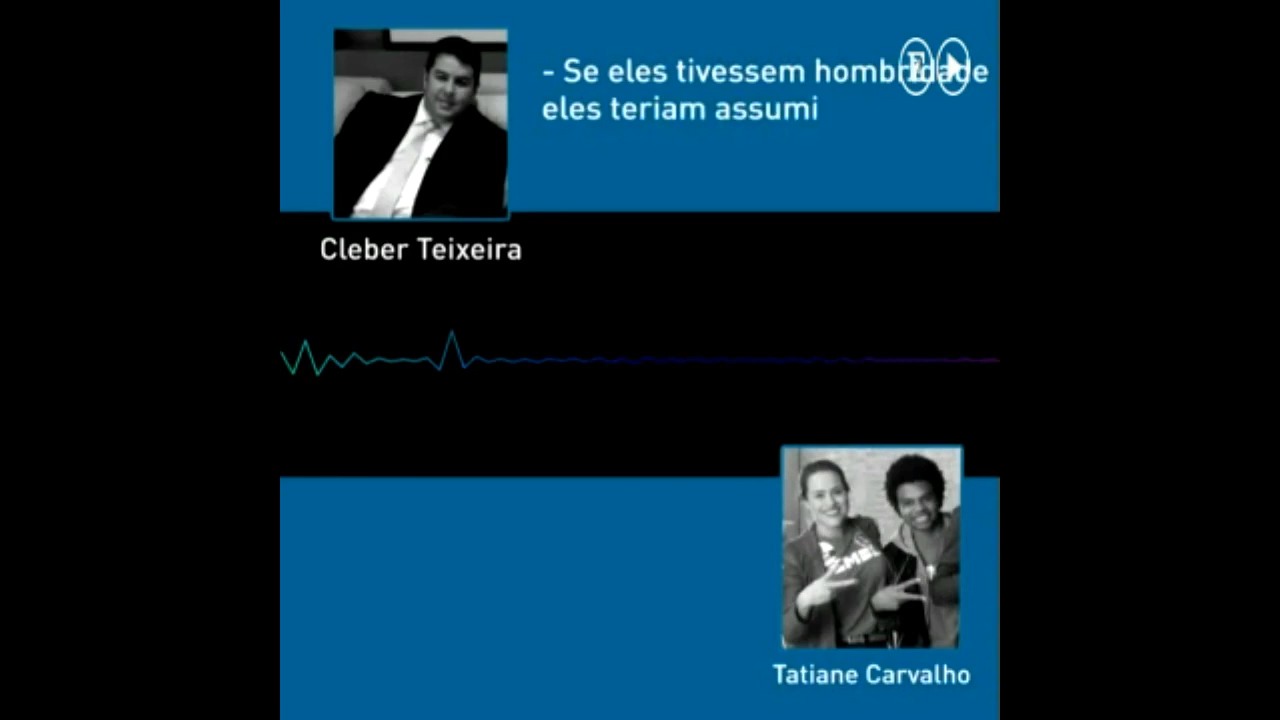 - Se eles tivessem hombridade
eles teriam assumi
Cleber Teixeira
Tatiane Carvalho